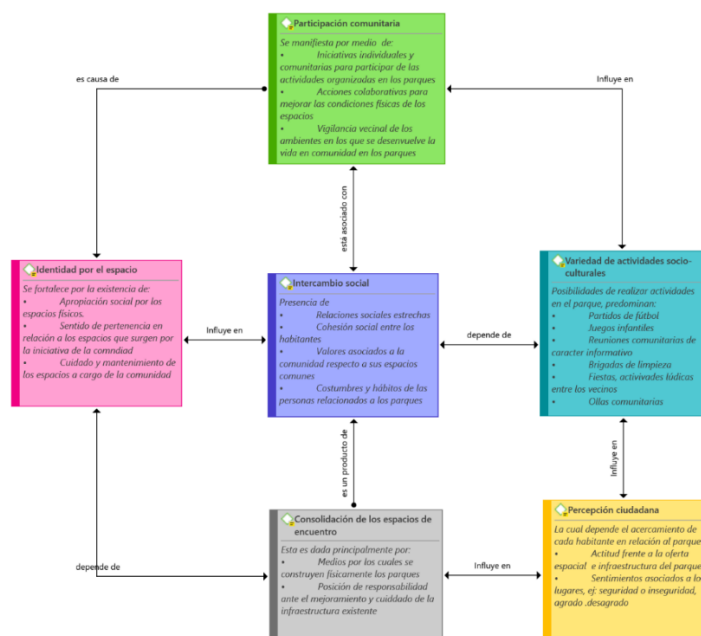 Participación comunitaria
Se manifiesta por medio de:
• Iniciativas individuales y
comunitarias para participar de las
actividades organizadas en los parques
• Acciones colaborativas para
mejorar las condiciones físicas de los
espacios
• Vigilancia vecinal de los
ambientes en los que se desenvuelve la
vida en comunidad en los parques
es causa de
Influye en
está asociado con
Identidad por el espacio
Se fortalece por la existencia de:
• Apropiación social por los
espacios físicos.
• Sentido de pertenencia en
relación a los espacios que surgen por
la iniciativa de la comndiad
• Cuidado y mantenimiento de
los espacios a cargo de la comunidad
Influye en
Intercambio social
Presencia de
• Relaciones sociales estrechas
• Cohesión social entre los
habitantes
• Valores asociados a la
comunidad respecto a sus espacios
comunes
• Costumbres y hábitos de las
personas relacionados a los parques
depende de
Variedad de actividades socio-
culturales
Posibilidades de realizar actividades
en el parque, predominan:
• Partidos de fútbol
• Juegos infantiles
• Reuniones comunitarias de
caracter informativo
• Brigadas de limpieza
• Fiestas, activivades lúdicas
entre los vecinos
• Ollas comunitarias
es un producto de
Influye en
Consolidación de los espacios de
encuentro
Esta es dada principalmente por:
• Medios por los cuales se
construyen físicamente los parques
• Posición de responsabilidad
ante el mejoramiento y cuiddado de la
infraestructura existente
depende de
Influye en
Percepción ciudadana
La cual depende el acercamiento de
cada habitante en relación al parque
• Actitud frente a la oferta
espacial e infraestructura del parque
• Sentimientos asociados a lo
lugares, ej: seguridad o inseguridad,
agrado .desagrado